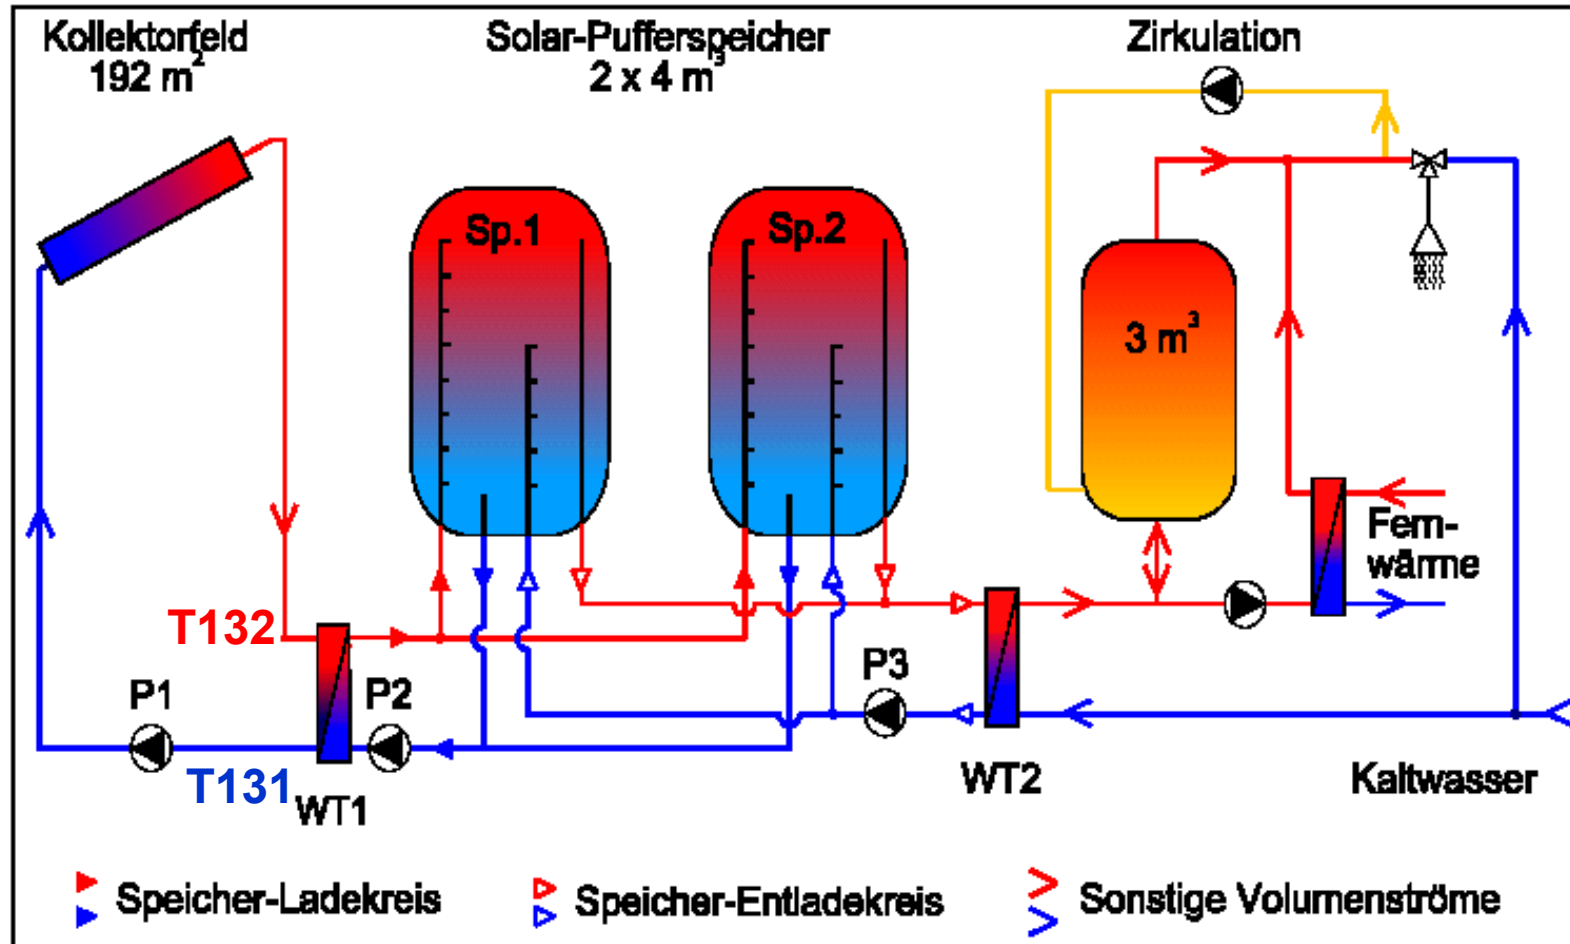 Kollektorfeld
192 m²
Solar-Pufferspeicher
2 x 4 m³
Zirkulation
Sp.1
Sp.2
3 m³
Fern-
wärme
T132
P1
P2
P3
T131
WT1
WT2
Kaltwasser
Speicher-Ladekreis
Speicher-Entladekreis
Sonstige Volumenströme